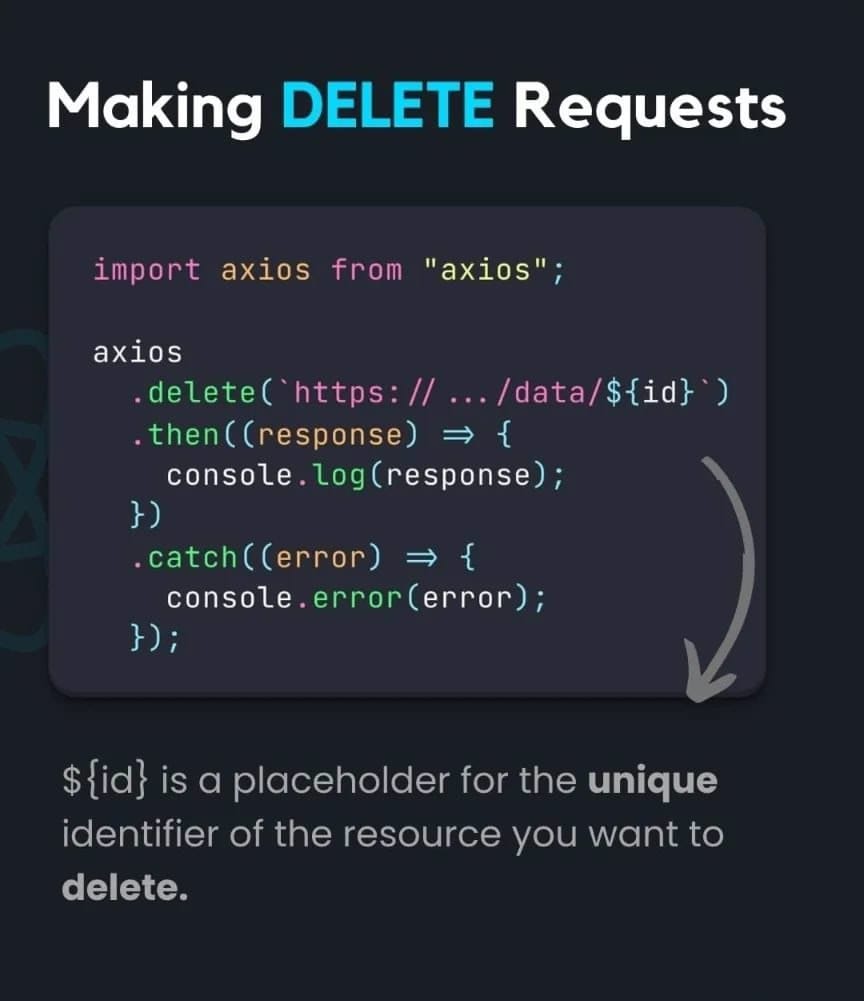 Making DELETE Requests
import axios from "axios";
axios
  .delete(`https:// ... /data/${id}`)
  .then((response) => {
    console.log(response);
  })
  .catch((error) => {
    console.error(error);
  });
${id} is a placeholder for the unique
identifier of the resource you want to
delete.